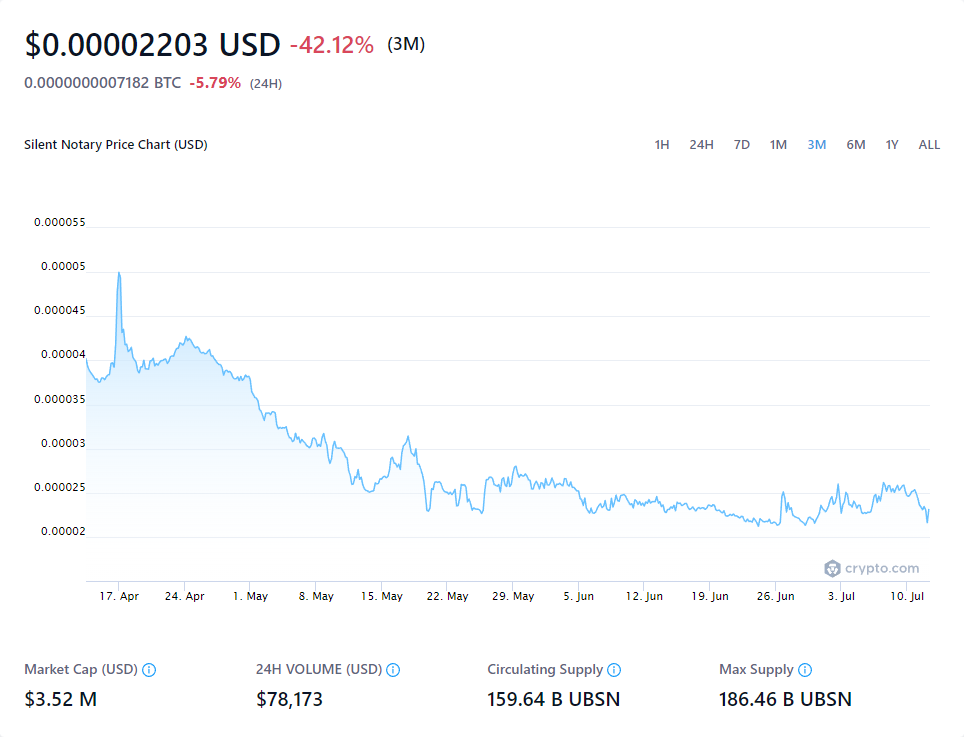 $0.00002203 USD -42.12% (3M)
0.0000000007182 BTC -5.79% (24H)
Silent Notary Price Chart (USD) 1H 24H 7D 1M 3M 6M 1Y ALL
0.000055
0.00005
0.000045
0.00004
0.000035
0.00003
0.000025
0.00002
crypto.com
17. Apr 24. Apr 1. May 8. May 15. May 22. May 29. May 5. Jun 12. Jun 19. Jun 26. Jun 3. Jul 10. Jul
Market Cap (USD) 24H VOLUME (USD) Circulating Supply Max Supply
$3.52 M $78,173 159.64 B UBSN 186.46 B UBSN